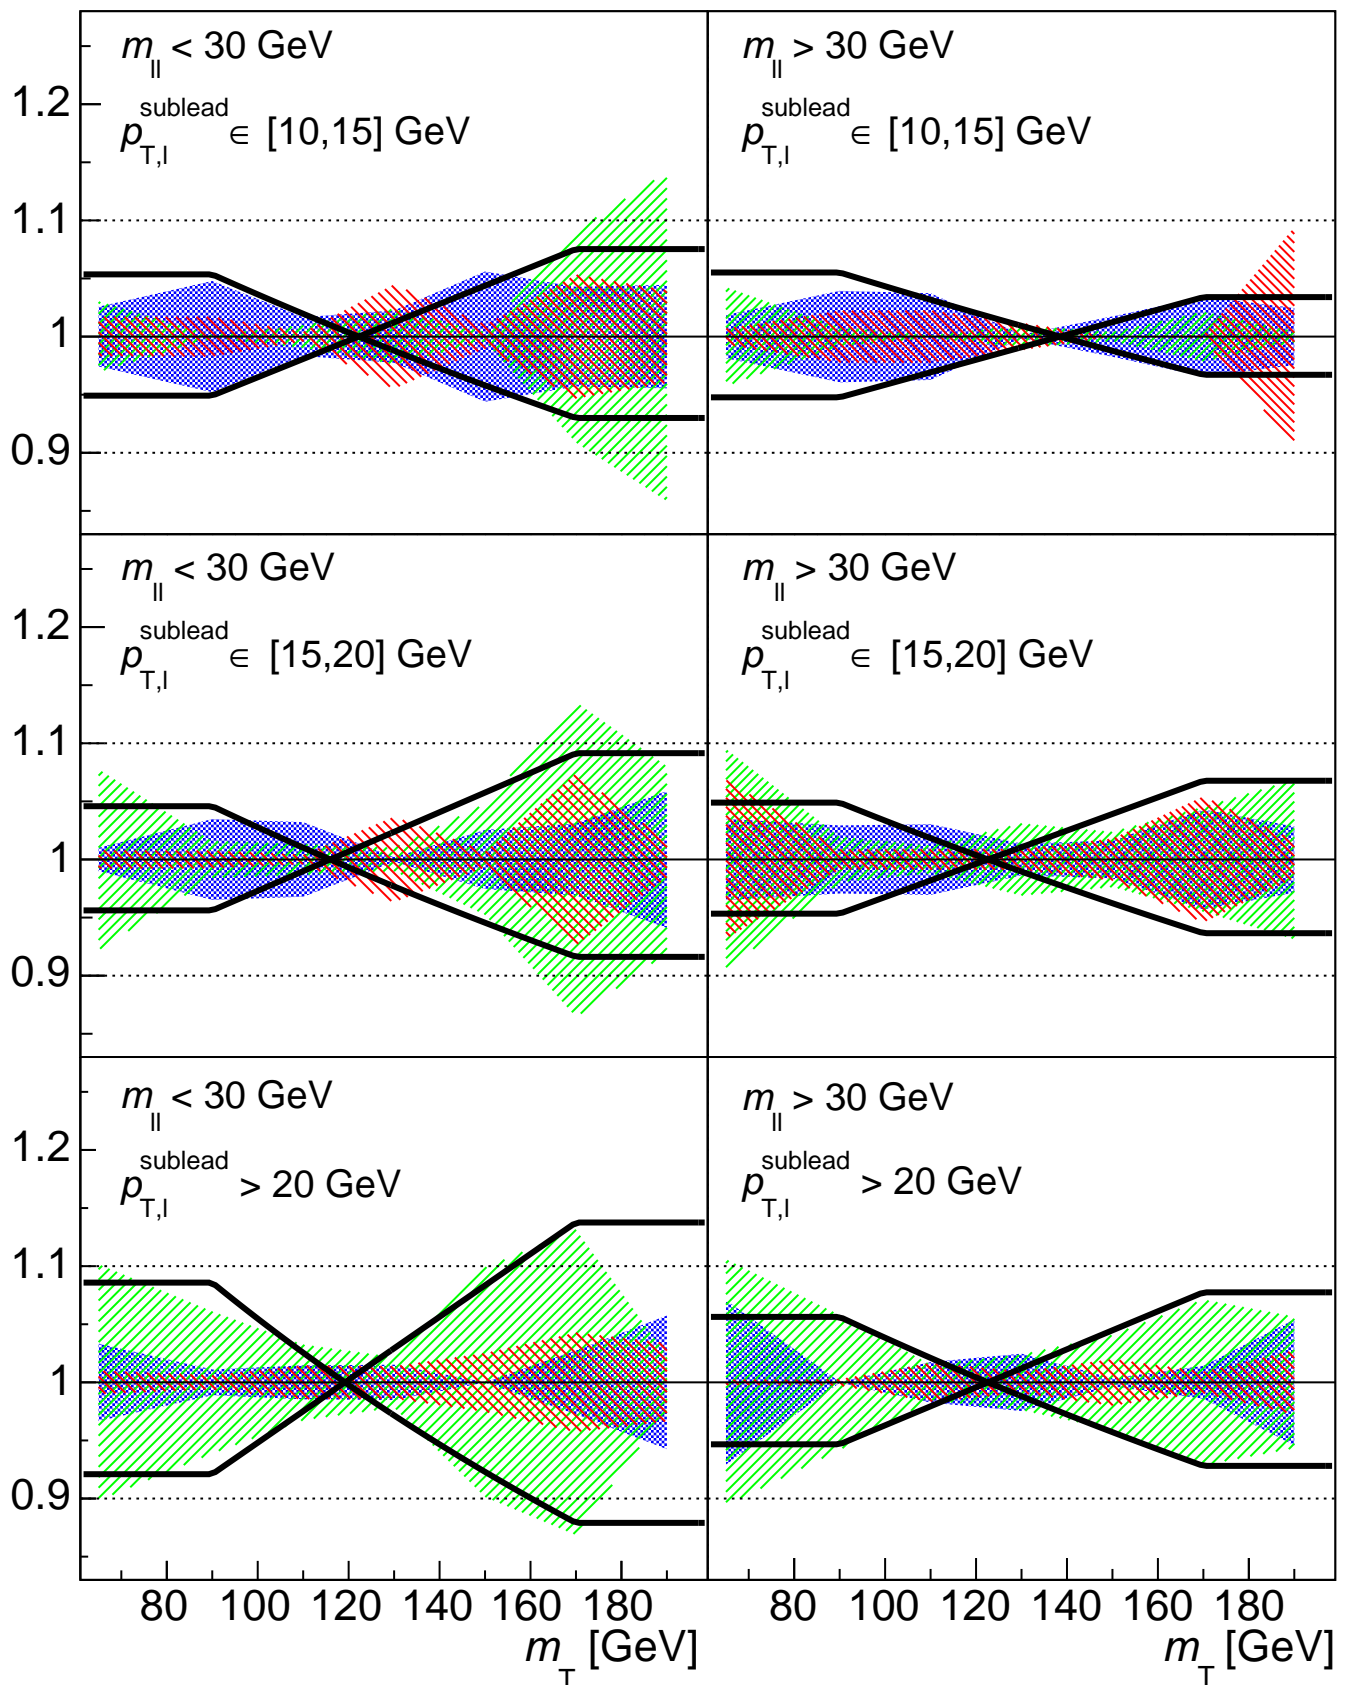 m_ll < 30 GeV
p_T,l^sublead ∈ [10,15] GeV
m_ll > 30 GeV
p_T,l^sublead ∈ [10,15] GeV
1.2
1.1
1
0.9
m_ll < 30 GeV
p_T,l^sublead ∈ [15,20] GeV
m_ll > 30 GeV
p_T,l^sublead ∈ [15,20] GeV
1.2
1.1
1
0.9
m_ll < 30 GeV
p_T,l^sublead > 20 GeV
m_ll > 30 GeV
p_T,l^sublead > 20 GeV
1.2
1.1
1
0.9
80 100 120 140 160 180
80 100 120 140 160 180
m_T [GeV]
m_T [GeV]